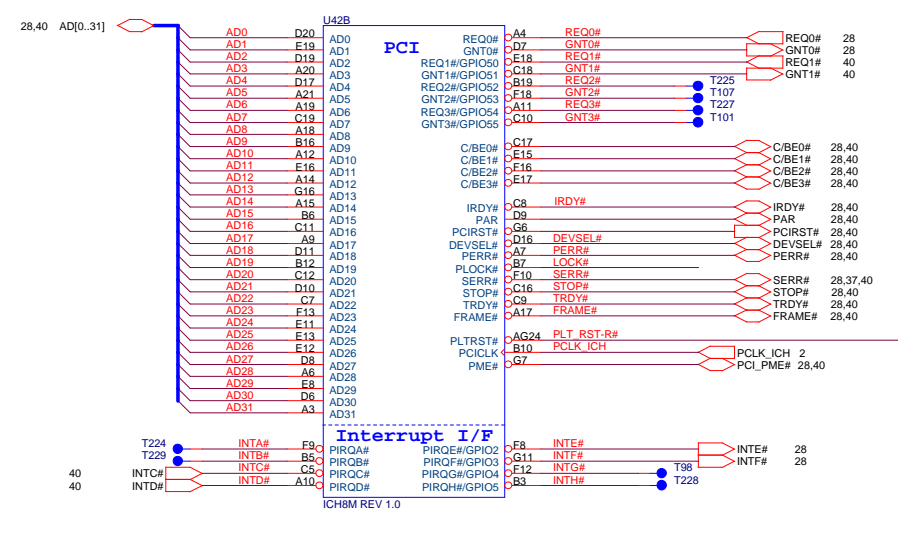 U42B
28,40 AD[0..31]
PCI
AD0 D20 AD0 REQ0# A4 REQ0# REQ0# 28
AD1 E19 AD1 GNT0# D7 GNT0# GNT0# 28
AD2 D19 AD2 REQ1#/GPIO50 E18 REQ1# REQ1# 40
AD3 A20 AD3 GNT1#/GPIO51 C18 GNT1# GNT1# 40
AD4 D17 AD4 REQ2#/GPIO52 B19 REQ2# T225
AD5 A21 AD5 GNT2#/GPIO53 F18 GNT2# T107
AD6 A19 AD6 REQ3#/GPIO54 A11 REQ3# T227
AD7 C19 AD7 GNT3#/GPIO55 C10 GNT3# T101
AD8 A18 AD8
AD9 B16 AD9 C/BE0# C17 C/BE0# 28,40
AD10 A12 AD10 C/BE1# E15 C/BE1# 28,40
AD11 E16 AD11 C/BE2# F16 C/BE2# 28,40
AD12 A14 AD12 C/BE3# E17 C/BE3# 28,40
AD13 G16 AD13
AD14 A15 AD14 IRDY# C8 IRDY# IRDY# 28,40
AD15 B6 AD15 PAR D9 PAR 28,40
AD16 C11 AD16 PCIRST# G6 PCIRST# 28,40
AD17 A9 AD17 DEVSEL# D16 DEVSEL# DEVSEL# 28,40
AD18 D11 AD18 PERR# A7 PERR# PERR# 28,40
AD19 B12 AD19 PLOCK# B7 LOCK#
AD20 C12 AD20 SERR# F10 SERR# SERR# 28,37,40
AD21 D10 AD21 STOP# C16 STOP# STOP# 28,40
AD22 C7 AD22 TRDY# C9 TRDY# TRDY# 28,40
AD23 F13 AD23 FRAME# A17 FRAME# FRAME# 28,40
AD24 E11 AD24
AD25 E13 AD25 PLTRST# AG24 PLT_RST-R#
AD26 E12 AD26 PCICLK B10 PCLK_ICH PCLK_ICH 2
AD27 D8 AD27 PME# G7 PCI_PME# 28,40
AD28 A6 AD28
AD29 E8 AD29
AD30 D6 AD30
AD31 A3 AD31
Interrupt I/F
T224 INTA# F9 PIRQA# PIRQE#/GPIO2 F8 INTE# INTE# 28
T229 INTB# B5 PIRQB# PIRQF#/GPIO3 G11 INTF# INTF# 28
40 INTC# INTC# C5 PIRQC# PIRQG#/GPIO4 F12 INTG# T98
40 INTD# INTD# A10 PIRQD# PIRQH#/GPIO5 B3 INTH# T228
ICH8M REV 1.0